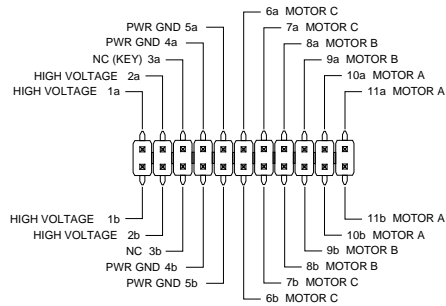 6a MOTOR C
PWR GND 5a
7a MOTOR C
PWR GND 4a
8a MOTOR B
NC (KEY) 3a
9a MOTOR B
HIGH VOLTAGE 2a
10a MOTOR A
HIGH VOLTAGE 1a
11a MOTOR A
HIGH VOLTAGE 1b
11b MOTOR A
HIGH VOLTAGE 2b
10b MOTOR A
NC 3b
9b MOTOR B
PWR GND 4b
8b MOTOR B
PWR GND 5b
7b MOTOR C
6b MOTOR C